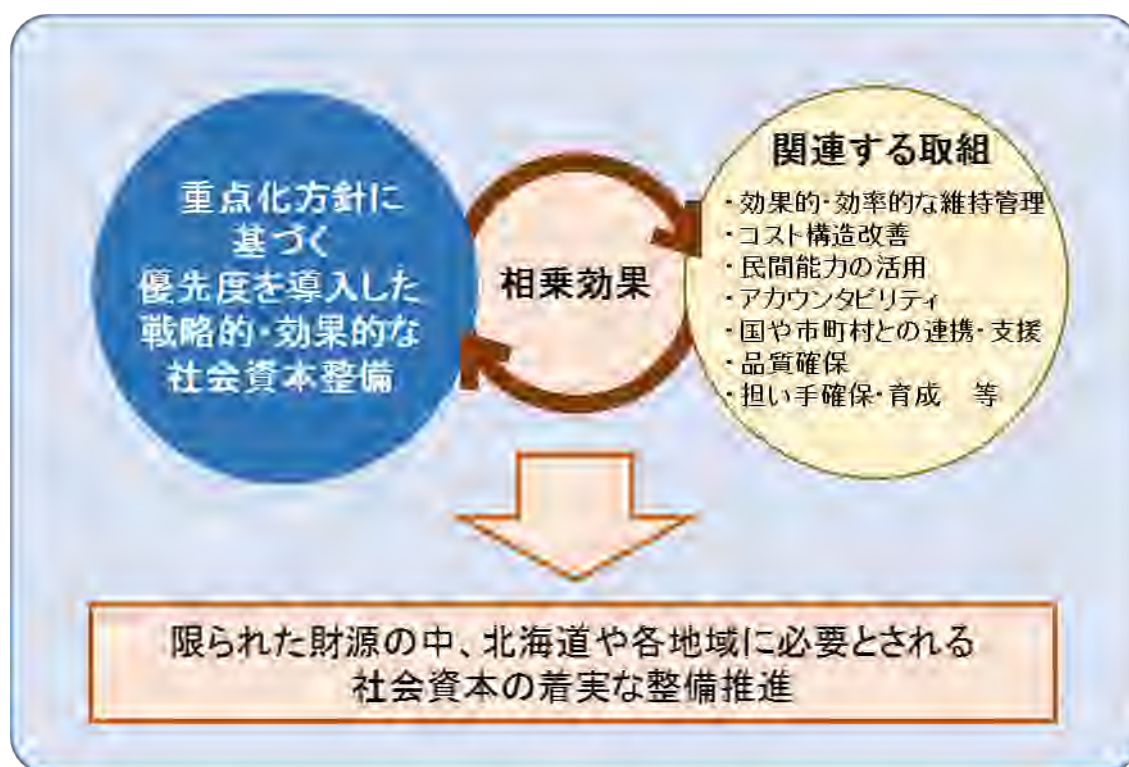 重点化方針に
基づく
優先度を導入した
戦略的・効果的な
社会資本整備
相乗効果
関連する取組
・効果的・効率的な維持管理
・コスト構造改善
・民間能力の活用
・アカウンタビリティ
・国や市町村との連携・支援
・品質確保
・担い手確保・育成　等
限られた財源の中、北海道や各地域に必要とされる
社会資本の着実な整備推進